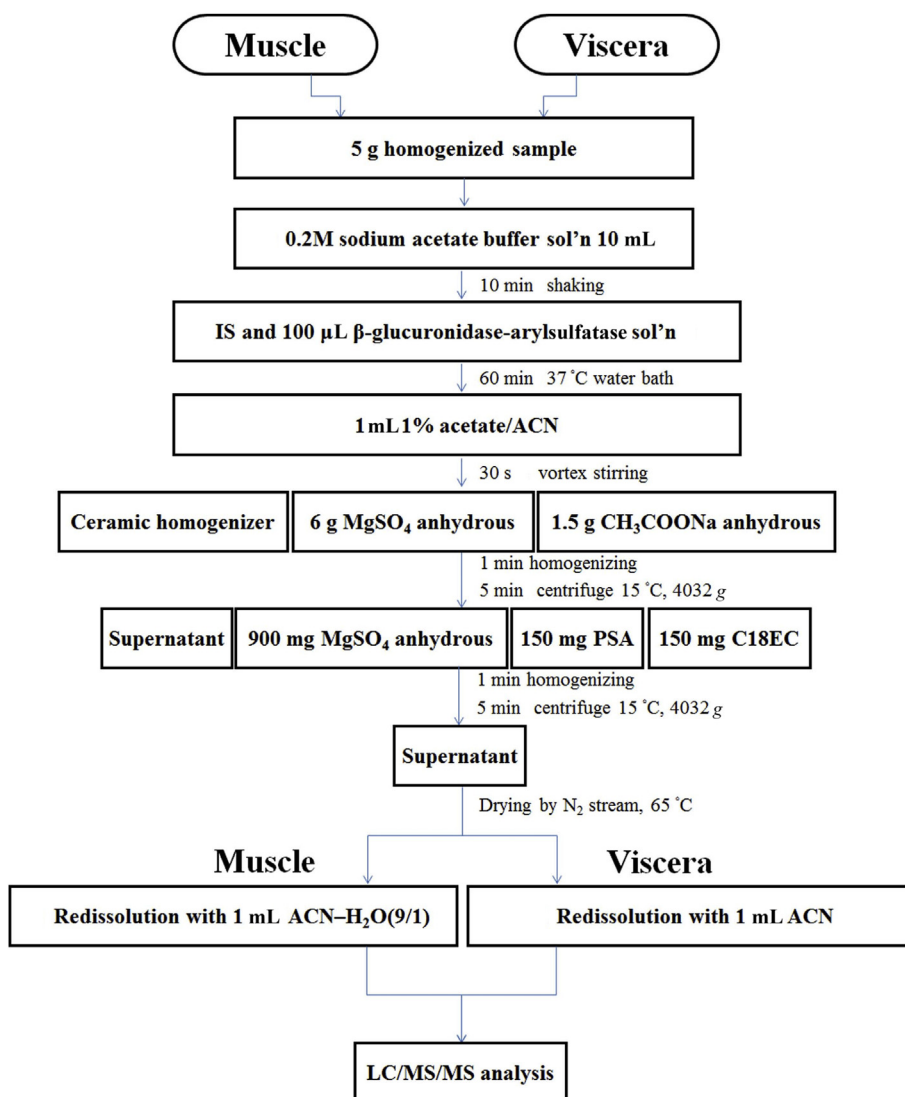 Muscle
Viscera
5 g homogenized sample
0.2M sodium acetate buffer sol'n 10 mL
10 min shaking
IS and 100 µL β-glucuronidase-arylsulfatase sol'n
60 min 37 ˚C water bath
1mL1% acetate/ACN
30 s vortex stirring
Ceramic homogenizer
6 g MgSO₄ anhydrous
1.5 g CH₃COONa anhydrous
1 min homogenizing
5 min centrifuge 15 ˚C, 4032 g
Supernatant
900 mg MgSO₄ anhydrous
150 mg PSA
150 mg C18EC
1 min homogenizing
5 min centrifuge 15 ˚C, 4032 g
Supernatant
Drying by N₂ stream, 65 ˚C
Muscle
Viscera
Redissolution with 1 mL ACN–H₂O(9/1)
Redissolution with 1 mL ACN
LC/MS/MS analysis